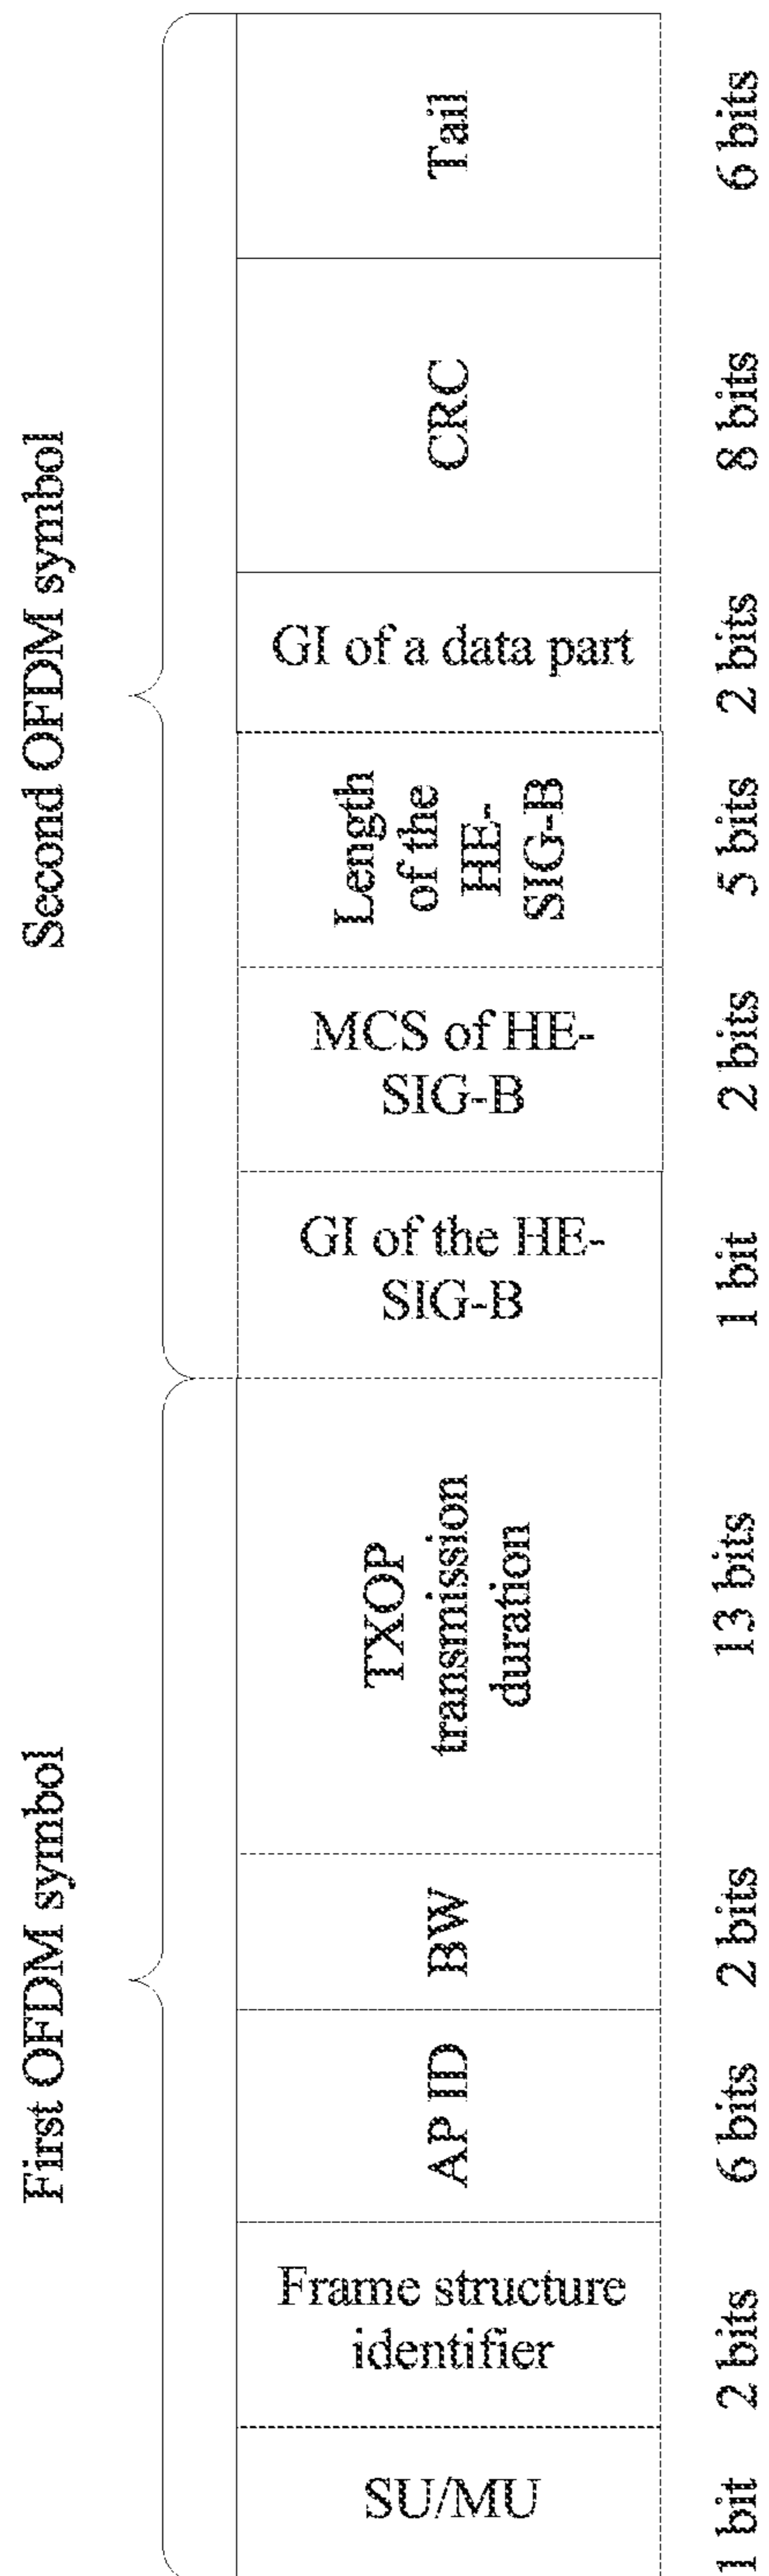 First OFDM symbol
Second OFDM symbol
SU/MU
Frame structure
identifier
AP ID
BW
TXOP
transmission
duration
GI of the HE-
SIG-B
MCS of HE-
SIG-B
Length
of the
HE-
SIG-B
GI of a data part
CRC
Tail
1 bit
2 bits
6 bits
2 bits
13 bits
1 bit
2 bits
5 bits
2 bits
8 bits
6 bits